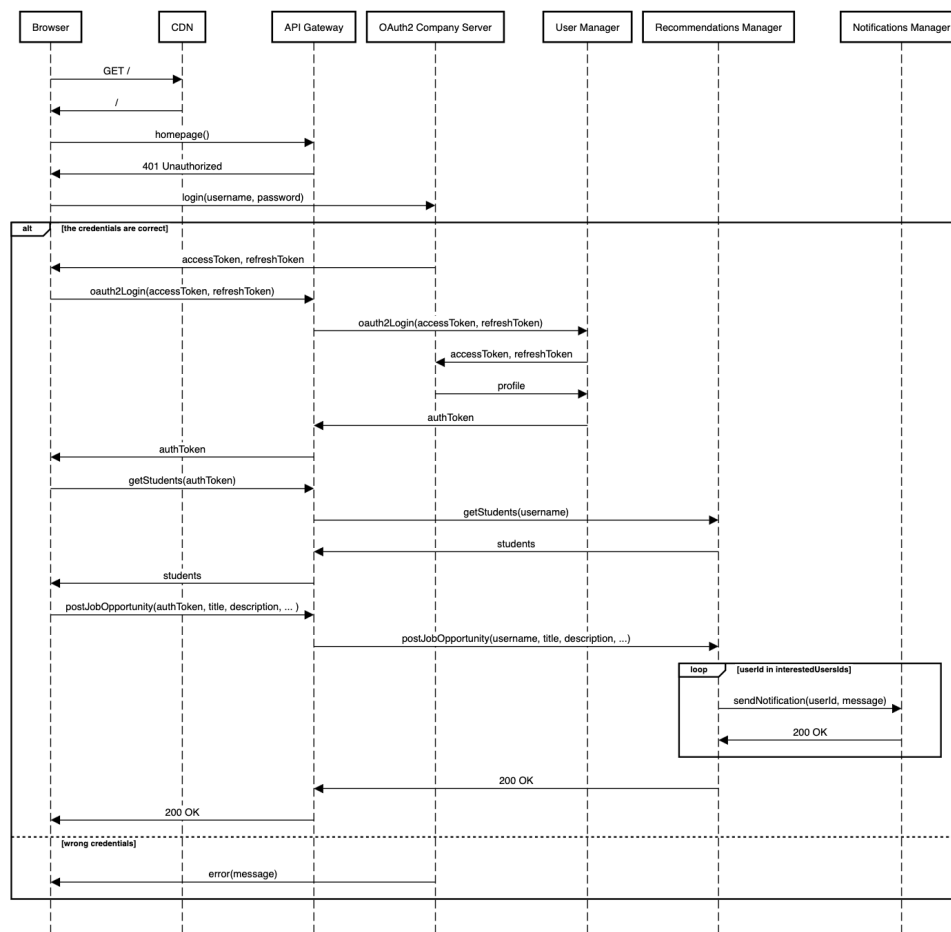 Browser
CDN
API Gateway
OAuth2 Company Server
User Manager
Recommendations Manager
Notifications Manager
GET /
/
homepage()
401 Unauthorized
login(username, password)
alt
[the credentials are correct]
accessToken, refreshToken
oauth2Login(accessToken, refreshToken)
oauth2Login(accessToken, refreshToken)
accessToken, refreshToken
profile
authToken
authToken
getStudents(authToken)
getStudents(username)
students
students
postJobOpportunity(authToken, title, description, ... )
postJobOpportunity(username, title, description, ...)
loop
[userId in interestedUsersIds]
sendNotification(userId, message)
200 OK
200 OK
200 OK
[wrong credentials]
error(message)